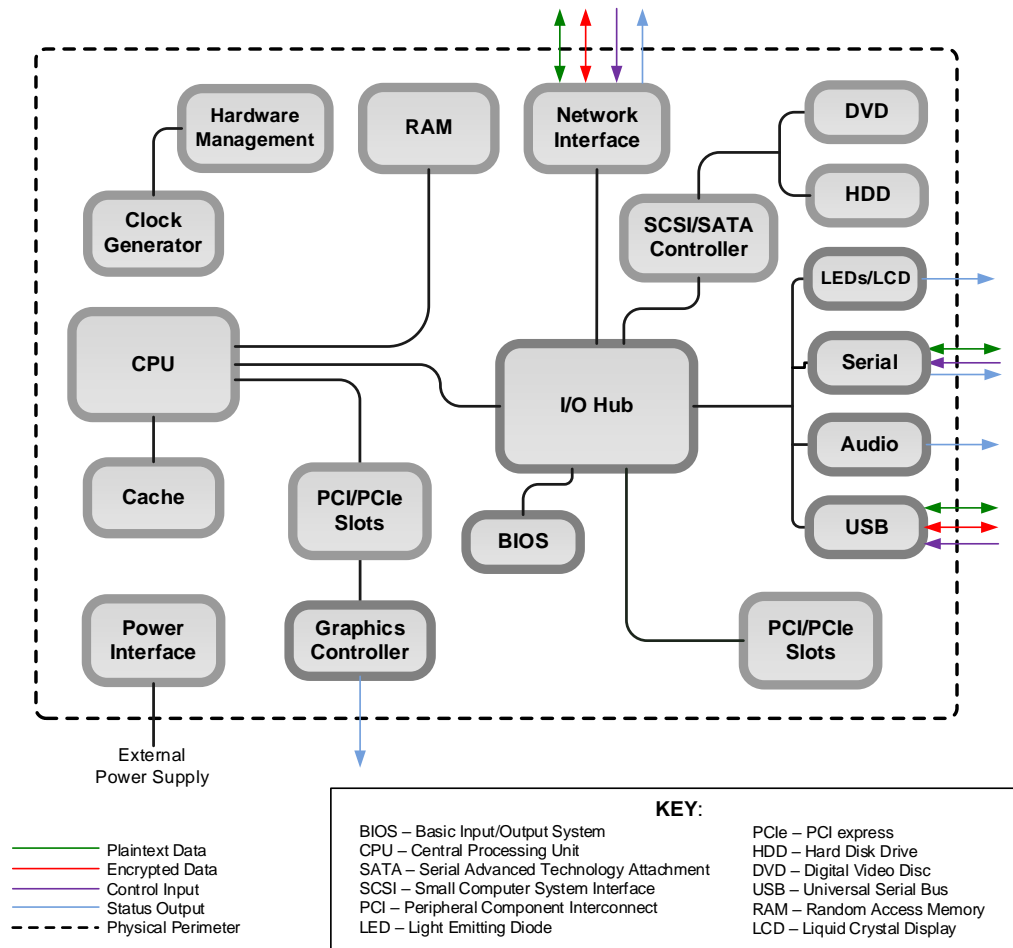 Hardware
Management
RAM
Network
Interface
DVD
HDD
Clock
Generator
SCSI/SATA
Controller
LEDs/LCD
CPU
I/O Hub
Serial
Audio
Cache
PCI/PCIe
Slots
BIOS
USB
Power
Interface
Graphics
Controller
PCI/PCIe
Slots
External
Power Supply
Plaintext Data
Encrypted Data
Control Input
Status Output
Physical Perimeter
KEY:
BIOS – Basic Input/Output System
CPU – Central Processing Unit
SATA – Serial Advanced Technology Attachment
SCSI – Small Computer System Interface
PCI – Peripheral Component Interconnect
LED – Light Emitting Diode
PCIe – PCI express
HDD – Hard Disk Drive
DVD – Digital Video Disc
USB – Universal Serial Bus
RAM – Random Access Memory
LCD – Liquid Crystal Display